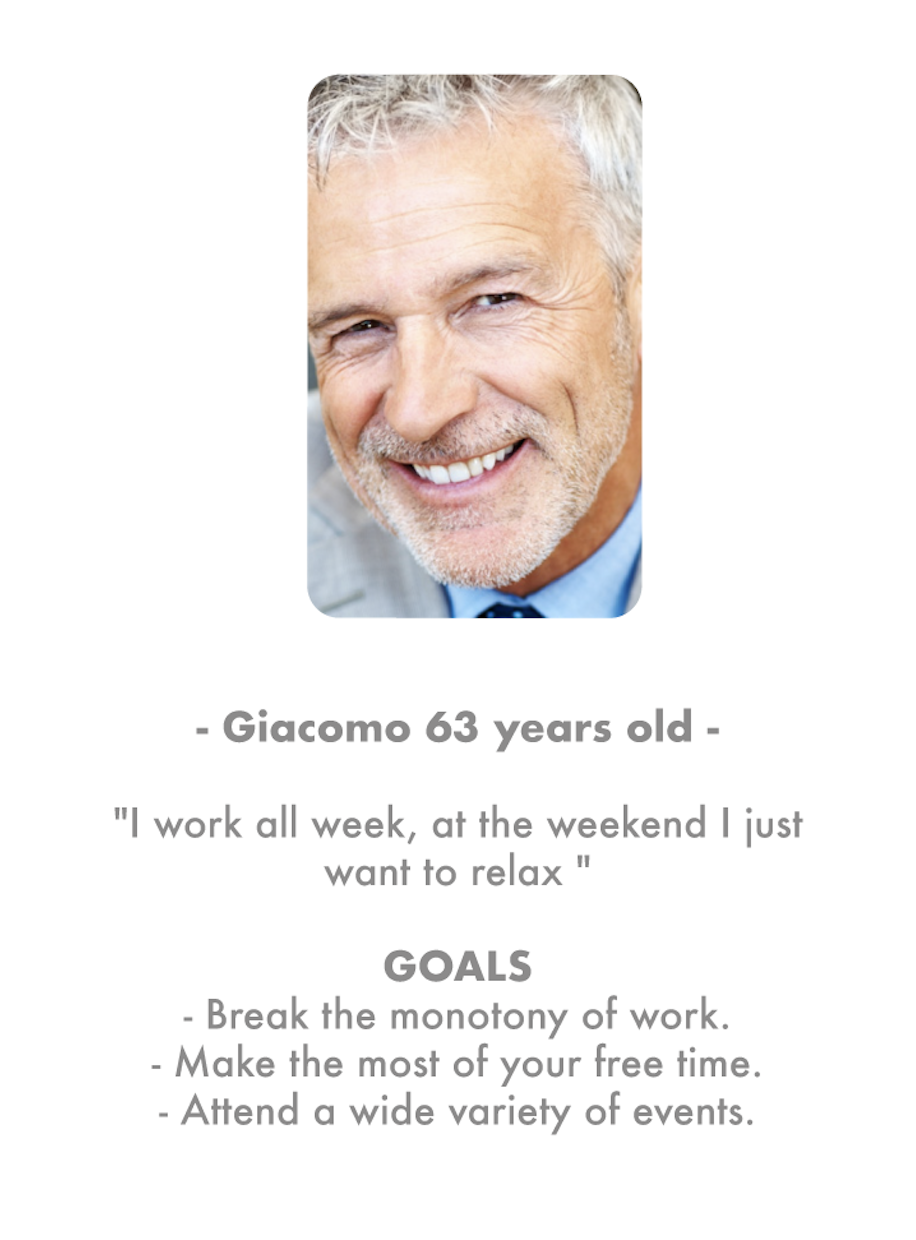 - Giacomo 63 years old -
"I work all week, at the weekend I just
want to relax "
GOALS
- Break the monotony of work.
- Make the most of your free time.
- Attend a wide variety of events.